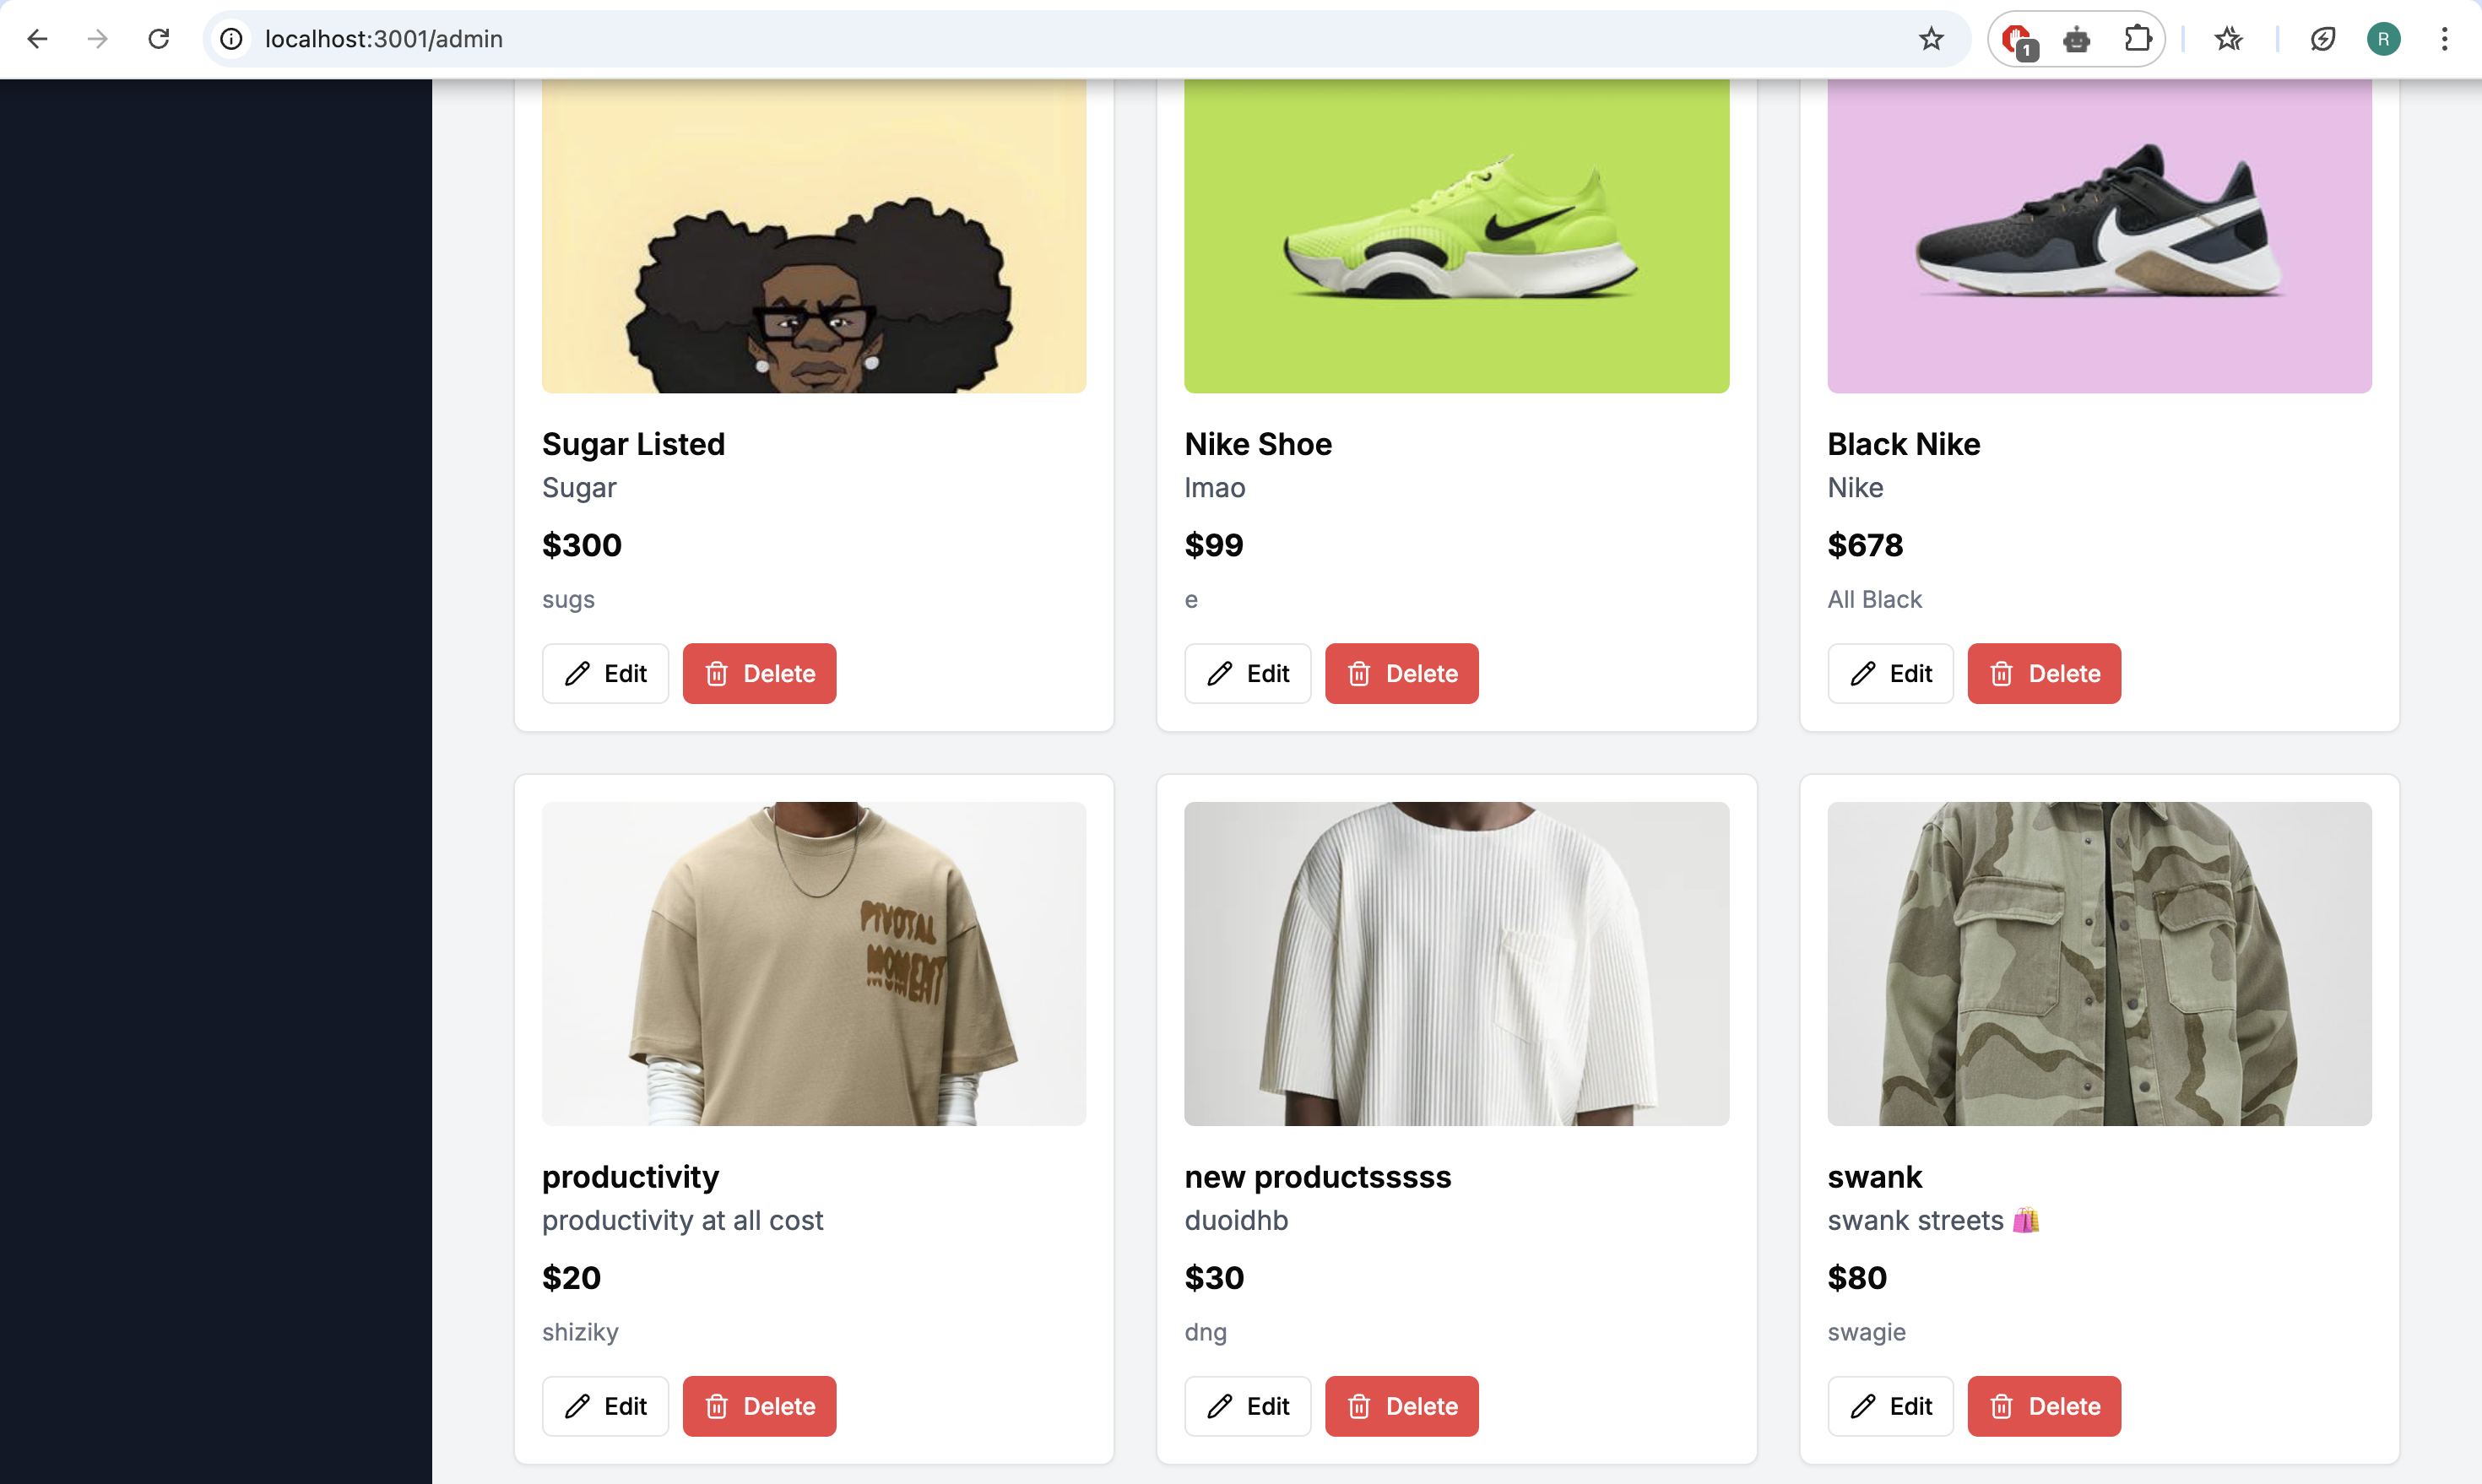 localhost:3001/admin
1
R
Sugar Listed
Sugar
$300
sugs
Edit
Delete
Nike Shoe
lmao
$99
e
Edit
Delete
Black Nike
Nike
$678
All Black
Edit
Delete
PIVOTAL
MOMENT
productivity
productivity at all cost
$20
shiziky
Edit
Delete
new productsssss
duoidhb
$30
dng
Edit
Delete
swank
swank streets 🛍️
$80
swagie
Edit
Delete